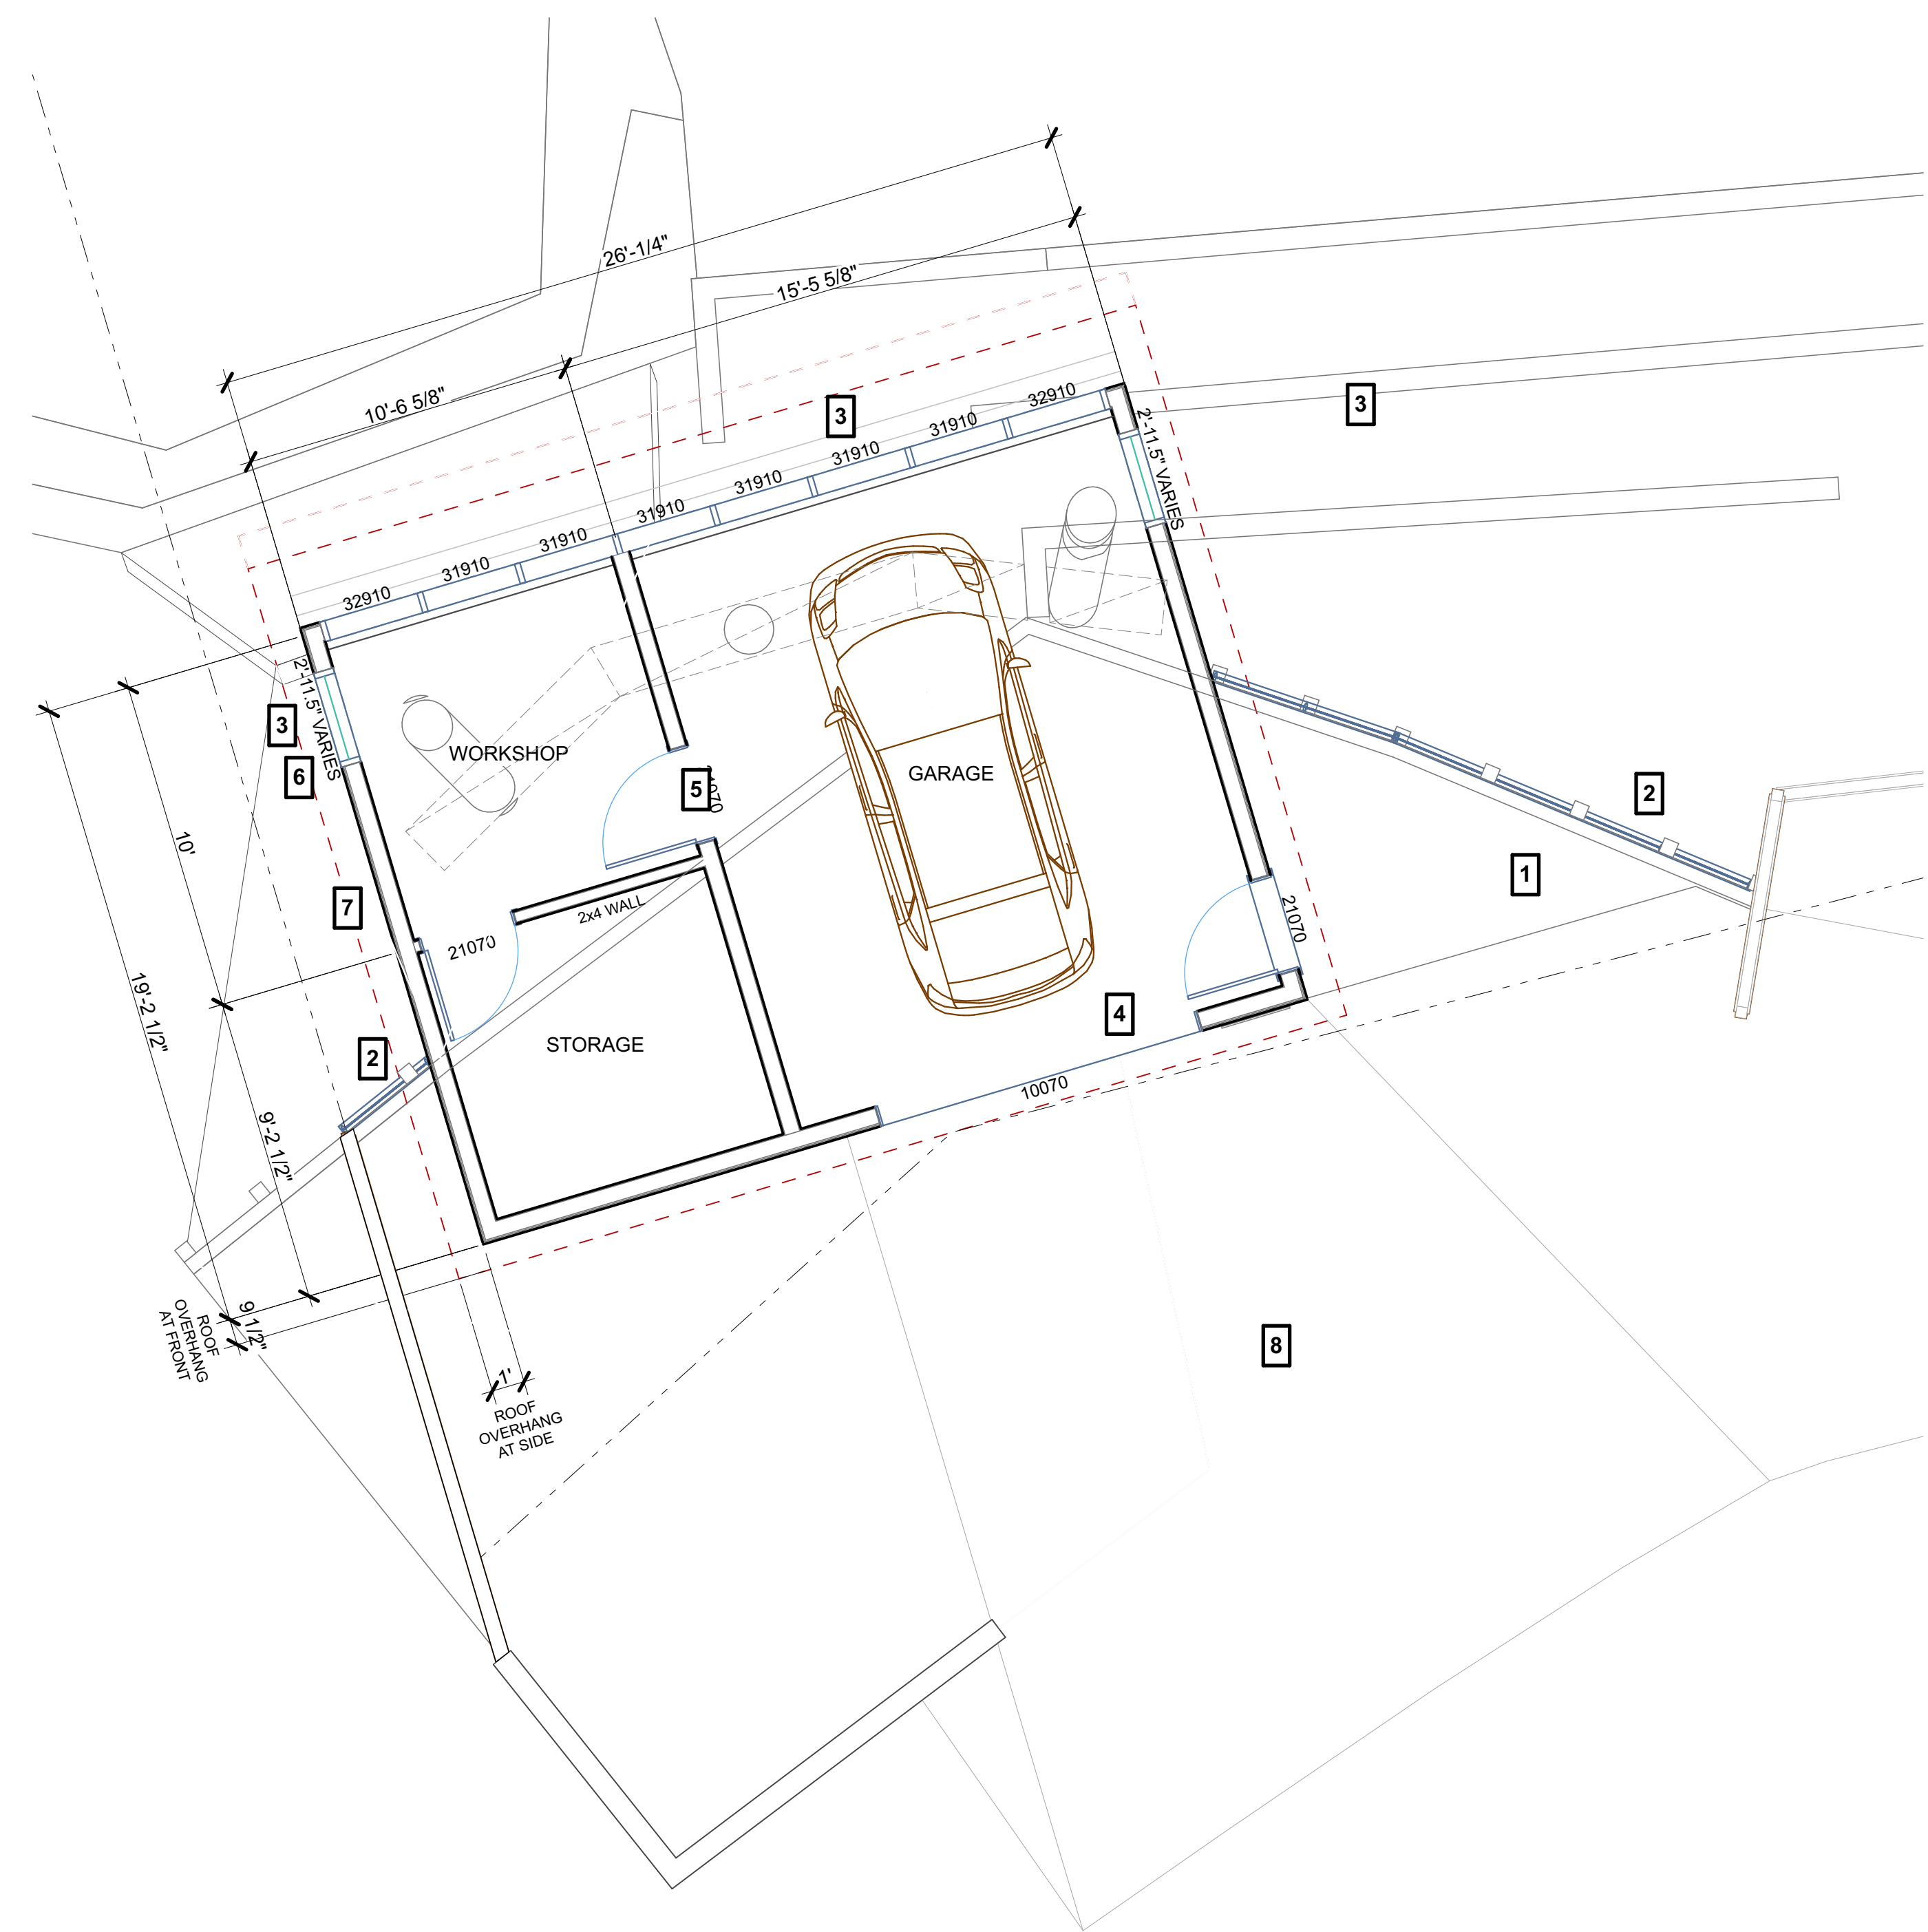 26'-1/4"
15'-5 5/8"
10'-6 5/8"
32910
31910
31910
31910
31910
31910
31910
32910
3
3
2'-11.5" VARIES
2'-11.5" VARIES
3
6
WORKSHOP
5
GARAGE
2
1
10'
7
2x4 WALL
21070
21070
19'-2 1/2"
4
STORAGE
2
10070
9'-2 1/2"
9 1/2"
ROOF
OVERHANG
AT FRONT
1'
ROOF
OVERHANG
AT SIDE
8